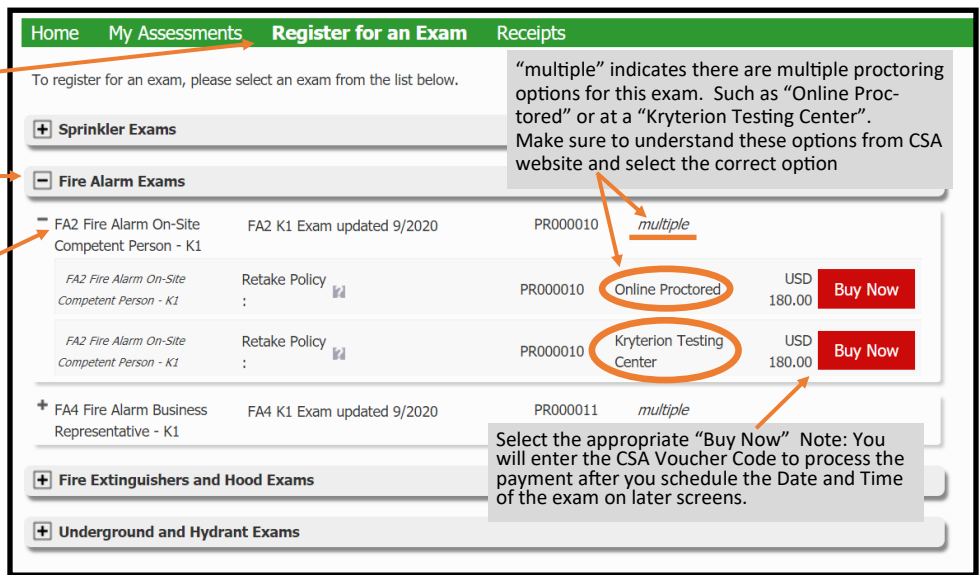 Home My Assessments Register for an Exam Receipts
To register for an exam, please select an exam from the list below.
“multiple” indicates there are multiple proctoring
options for this exam. Such as “Online Proc-
tored” or at a “Kryterion Testing Center”.
Make sure to understand these options from CSA
website and select the correct option
+ Sprinkler Exams
− Fire Alarm Exams
− FA2 Fire Alarm On-Site FA2 K1 Exam updated 9/2020 PR000010 multiple
Competent Person - K1
FA2 Fire Alarm On-Site Retake Policy ? PR000010 Online Proctored USD Buy Now
Competent Person - K1 : 180.00
FA2 Fire Alarm On-Site Retake Policy ? PR000010 Kryterion Testing USD Buy Now
Competent Person - K1 : Center 180.00
+ FA4 Fire Alarm Business FA4 K1 Exam updated 9/2020 PR000011 multiple
Representative - K1
Select the appropriate “Buy Now” Note: You
will enter the CSA Voucher Code to process the
payment after you schedule the Date and Time
of the exam on later screens.
+ Fire Extinguishers and Hood Exams
+ Underground and Hydrant Exams